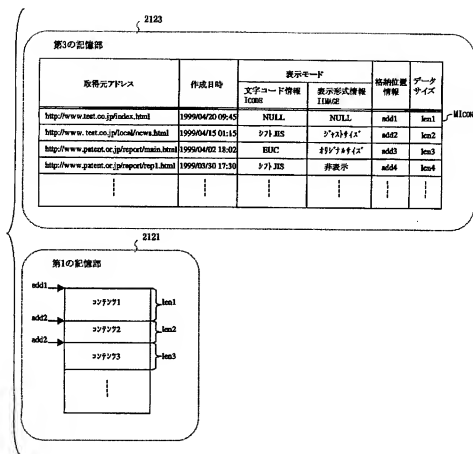 2123
第3の記憶部
取得元アドレス 作成日時 表示モード 格納位置情報 データサイズ
文字コード情報 ICODE 表示形式情報 IIMAGE
http://www.test.co.jp/index.html 1999/04/20 09:45 NULL NULL add1 len1
MICON
http://www.test.co.jp/local/news.html 1999/04/15 01:15 シフトJIS ジャストサイズ add2 len2
http://www.patent.or.jp/report/main.html 1999/04/02 18:02 EUC オリジナルサイズ add3 len3
http://www.patent.or.jp/report/rep1.html 1999/03/30 17:30 シフトJIS 非表示 add4 len4
2121
第1の記憶部
add1
コンテンツ1 len1
add2
コンテンツ2 len2
add2
コンテンツ3 len3